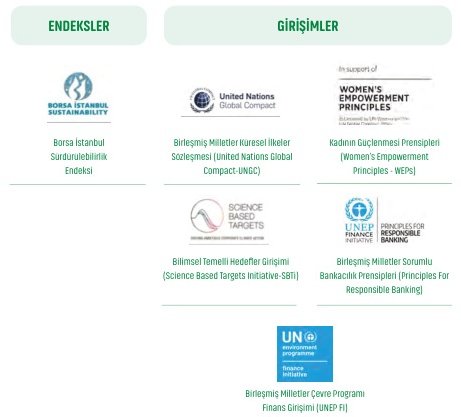 ENDEKSLER
GİRİŞİMLER
BORSA İSTANBUL
SUSTAINABILITY
Borsa İstanbul
Sürdürülebilirlik
Endeksi
United Nations
Global Compact
Birleşmiş Milletler Küresel İlkeler
Sözleşmesi (United Nations Global
Compact-UNGC)
In support of
WOMEN'S
EMPOWERMENT
PRINCIPLES
Kadının Güçlenmesi Prensipleri
(Women's Empowerment
Principles - WEPs)
SCIENCE
BASED
TARGETS
Bilimsel Temelli Hedefler Girişimi
(Science Based Targets Initiative-SBTi)
UNEP
FINANCE
INITIATIVE
PRINCIPLES FOR
RESPONSIBLE
BANKING
Birleşmiş Milletler Sorumlu
Bankacılık Prensipleri (Principles For
Responsible Banking)
UN
environment
programme
finance
initiative
Birleşmiş Milletler Çevre Programı
Finans Girişimi (UNEP FI)